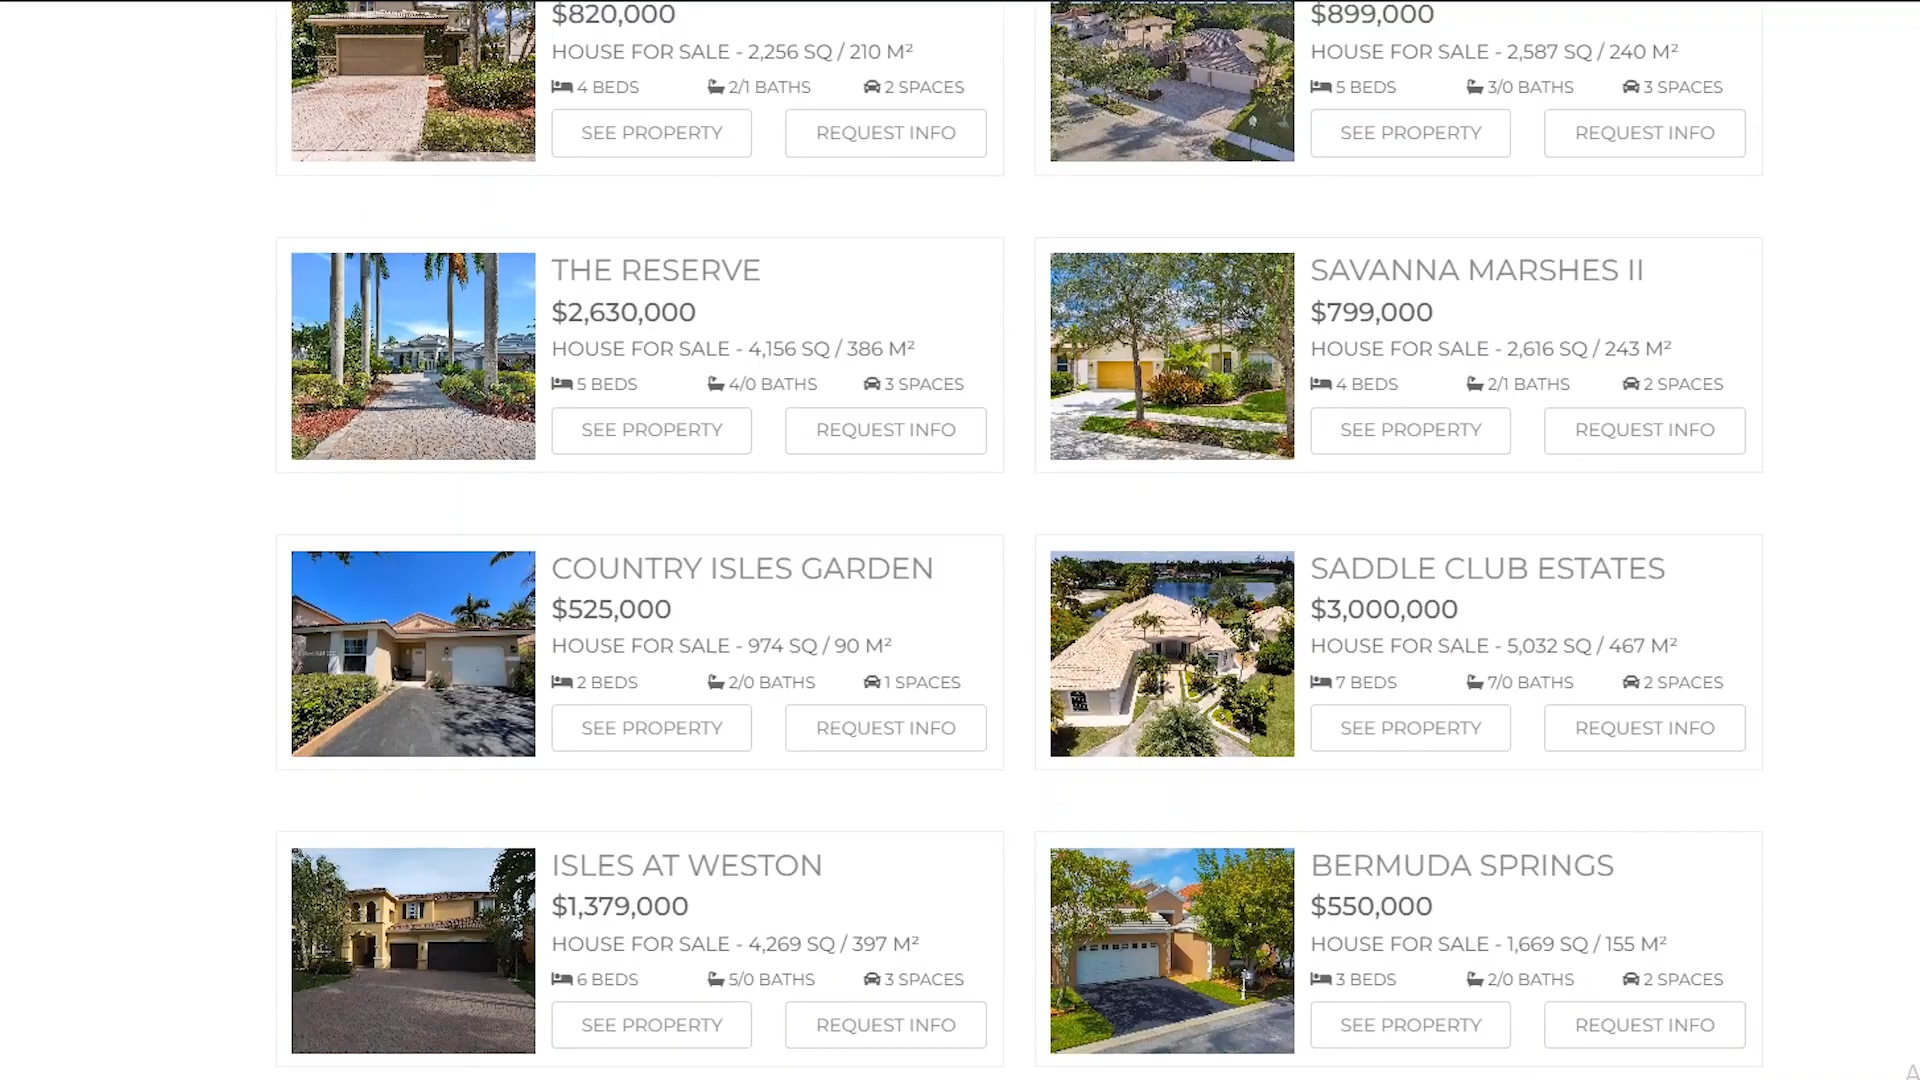 $820,000
HOUSE FOR SALE - 2,256 SQ / 210 M²
4 BEDS 2/1 BATHS 2 SPACES
SEE PROPERTY REQUEST INFO
$899,000
HOUSE FOR SALE - 2,587 SQ / 240 M²
5 BEDS 3/0 BATHS 3 SPACES
SEE PROPERTY REQUEST INFO
THE RESERVE
$2,630,000
HOUSE FOR SALE - 4,156 SQ / 386 M²
5 BEDS 4/0 BATHS 3 SPACES
SEE PROPERTY REQUEST INFO
SAVANNA MARSHES II
$799,000
HOUSE FOR SALE - 2,616 SQ / 243 M²
4 BEDS 2/1 BATHS 2 SPACES
SEE PROPERTY REQUEST INFO
COUNTRY ISLES GARDEN
$525,000
HOUSE FOR SALE - 974 SQ / 90 M²
2 BEDS 2/0 BATHS 1 SPACES
SEE PROPERTY REQUEST INFO
SADDLE CLUB ESTATES
$3,000,000
HOUSE FOR SALE - 5,032 SQ / 467 M²
7 BEDS 7/0 BATHS 2 SPACES
SEE PROPERTY REQUEST INFO
ISLES AT WESTON
$1,379,000
HOUSE FOR SALE - 4,269 SQ / 397 M²
6 BEDS 5/0 BATHS 3 SPACES
SEE PROPERTY REQUEST INFO
BERMUDA SPRINGS
$550,000
HOUSE FOR SALE - 1,669 SQ / 155 M²
3 BEDS 2/0 BATHS 2 SPACES
SEE PROPERTY REQUEST INFO